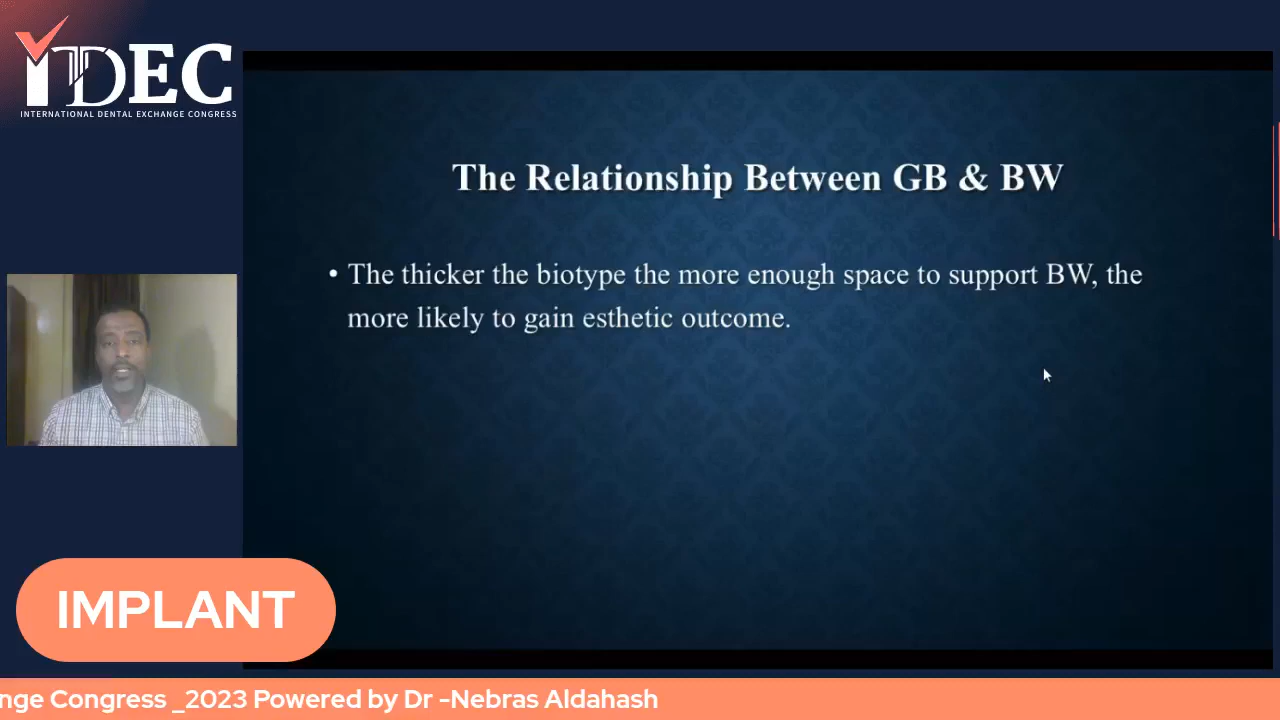 iTDEC
INTERNATIONAL DENTAL EXCHANGE CONGRESS
The Relationship Between GB & BW
• The thicker the biotype the more enough space to support BW, the
more likely to gain esthetic outcome.
IMPLANT
nge Congress _2023 Powered by Dr -Nebras Aldahash